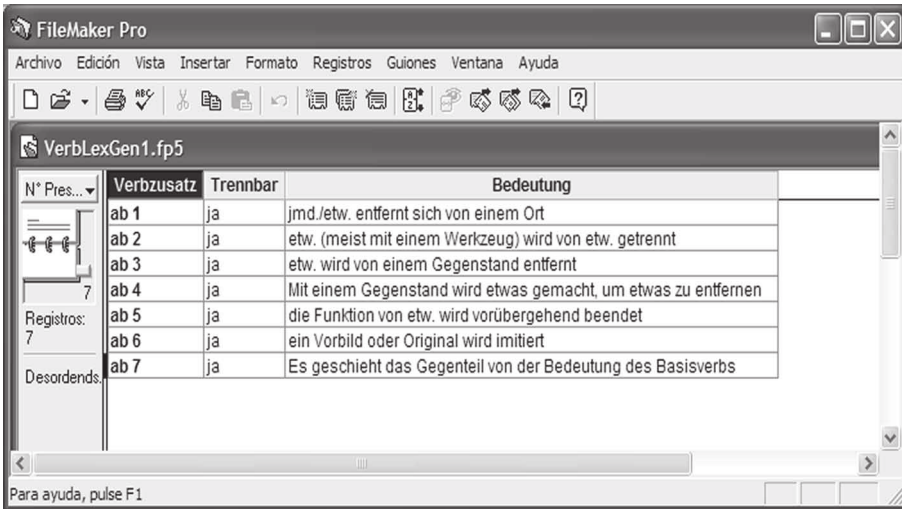 FileMaker Pro
Archivo Edición Vista Insertar Formato Registros Guiones Ventana Ayuda
ABC
VerbLexGen1.fp5
N° Pres...
Verbzusatz Trennbar Bedeutung
ab 1 ja jmd./etw. entfernt sich von einem Ort
ab 2 ja etw. (meist mit einem Werkzeug) wird von etw. getrennt
ab 3 ja etw. wird von einem Gegenstand entfernt
ab 4 ja Mit einem Gegenstand wird etwas gemacht, um etwas zu entfernen
ab 5 ja die Funktion von etw. wird vorübergehend beendet
ab 6 ja ein Vorbild oder Original wird imitiert
ab 7 ja Es geschieht das Gegenteil von der Bedeutung des Basisverbs
7
Registros:
7
Desordends.
Para ayuda, pulse F1